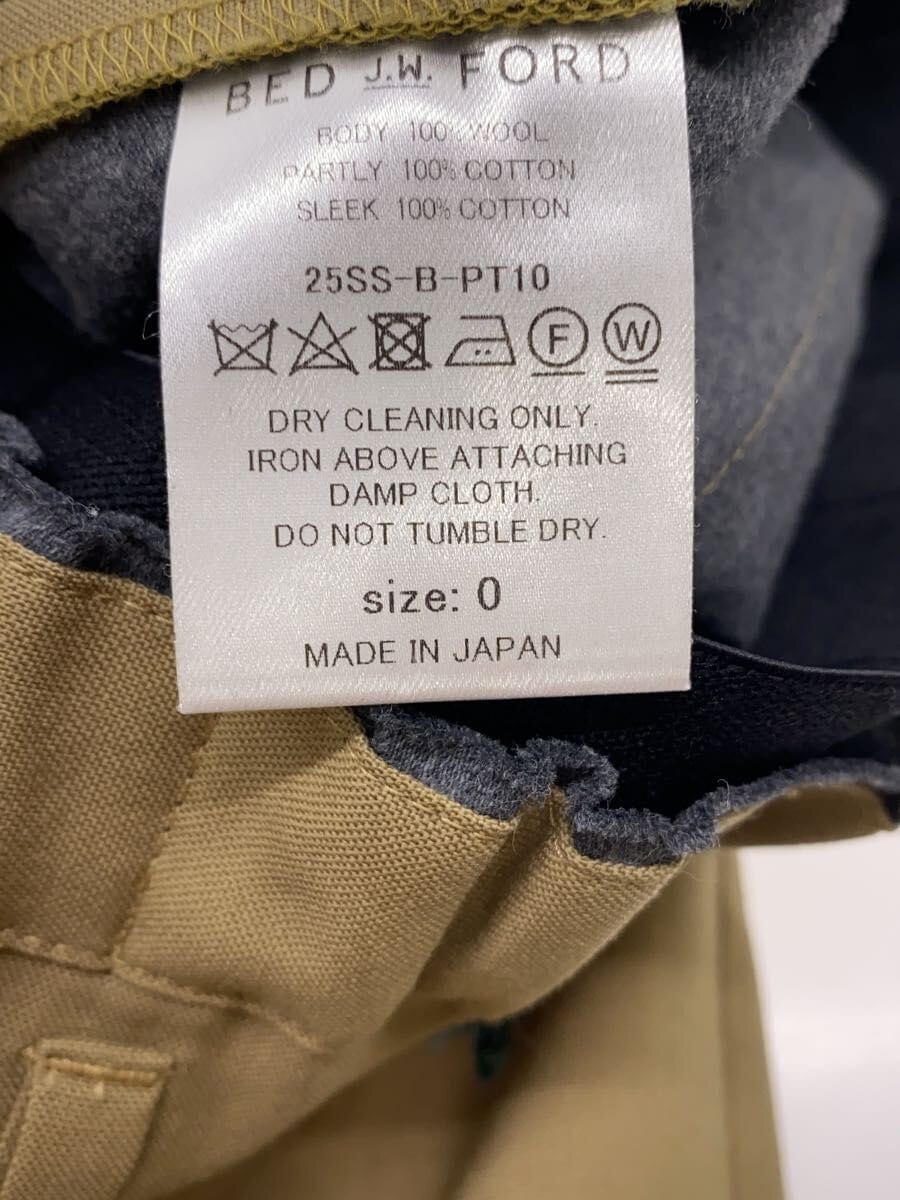 BED J.W. FORD
BODY 100% WOOL
PARTLY 100% COTTON
SLEEK 100% COTTON
25SS-B-PT10
F W
DRY CLEANING ONLY.
IRON ABOVE ATTACHING
DAMP CLOTH.
DO NOT TUMBLE DRY.
size: 0
MADE IN JAPAN